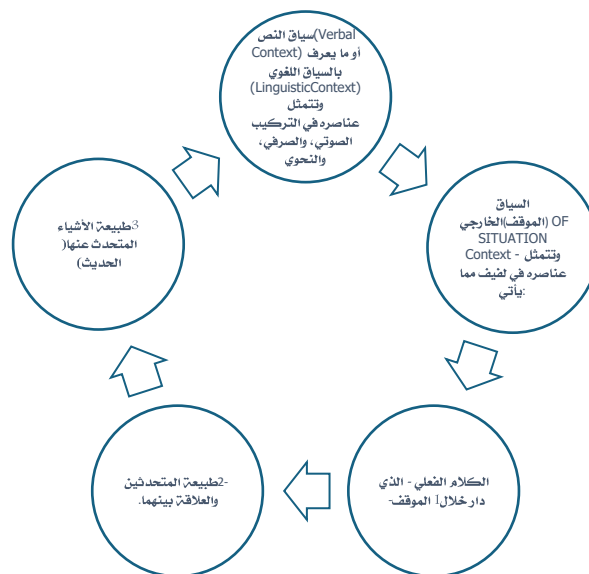 سياق النص(Verbal
Context) أو ما يعرف
بالسياق اللغوي
(LinguisticContext)
وتتمثل
عناصره في التركيب
الصوتي، والصرفي،
والنحوي
السياق
الخارجي(الموقف) OF
SITUATION
Context - وتتمثل
عناصره في لفيف مما
يأتي:
الكلام الفعلي - الذي
دار خلال1 الموقف-
-2طبيعة المتحدثين
والعلاقة بينهما.
3طبيعة الأشياء
المتحدث عنها(
الحديث)